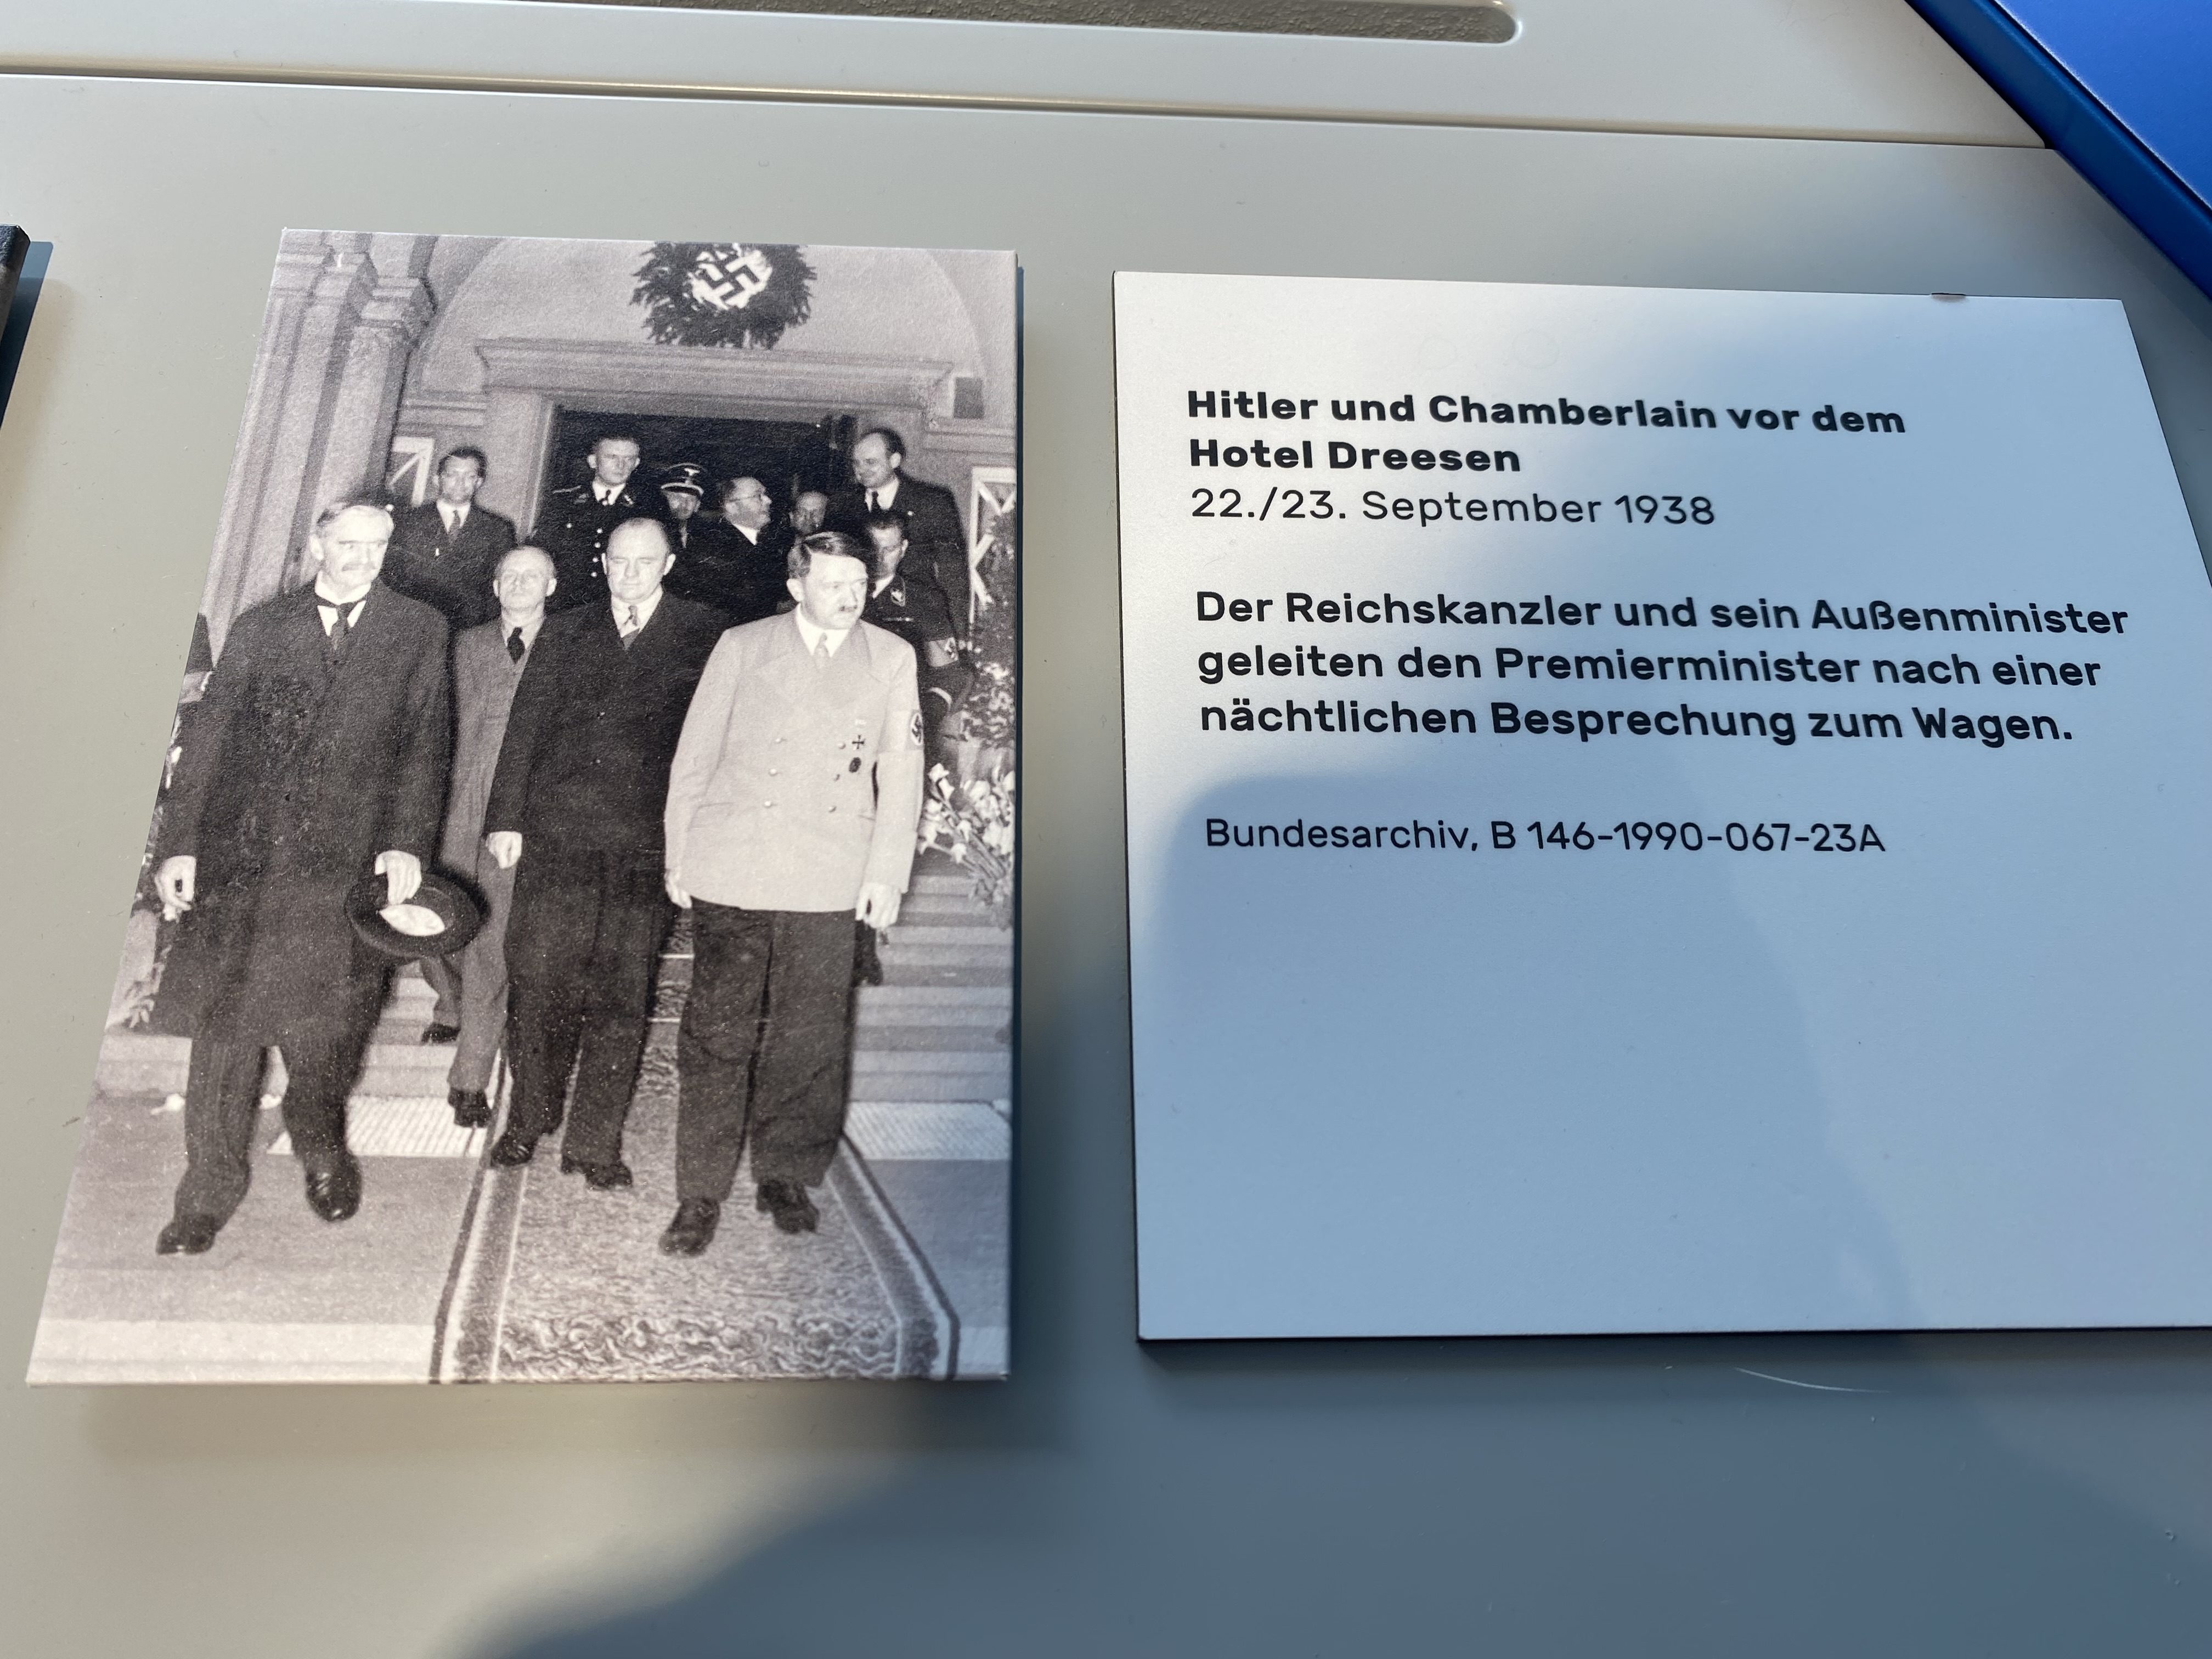 Hitler und Chamberlain vor dem
Hotel Dreesen
22./23. September 1938
Der Reichskanzler und sein Außenminister
geleiten den Premierminister nach einer
nächtlichen Besprechung zum Wagen.
Bundesarchiv, B 146-1990-067-23A